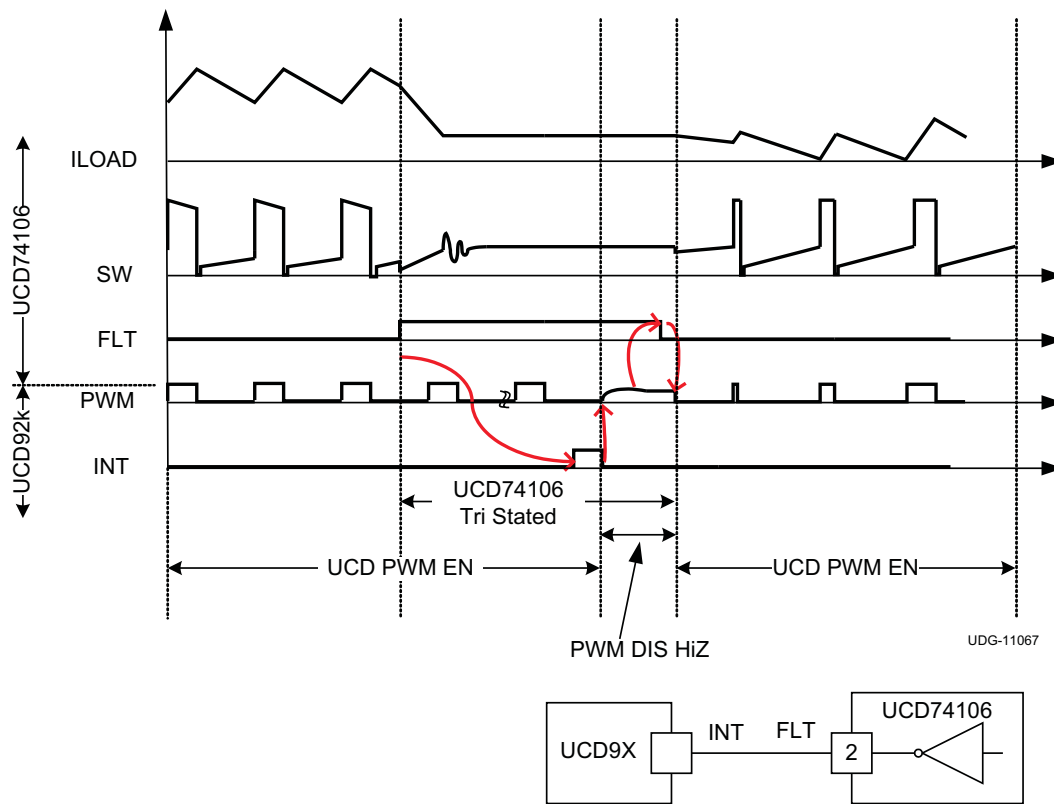 ILOAD
UCD74106
SW
FLT
PWM
UCD92k
INT
UCD74106
Tri Stated
UCD PWM EN
UCD PWM EN
PWM DIS HiZ
UDG-11067
UCD74106
INT
FLT
UCD9X
2